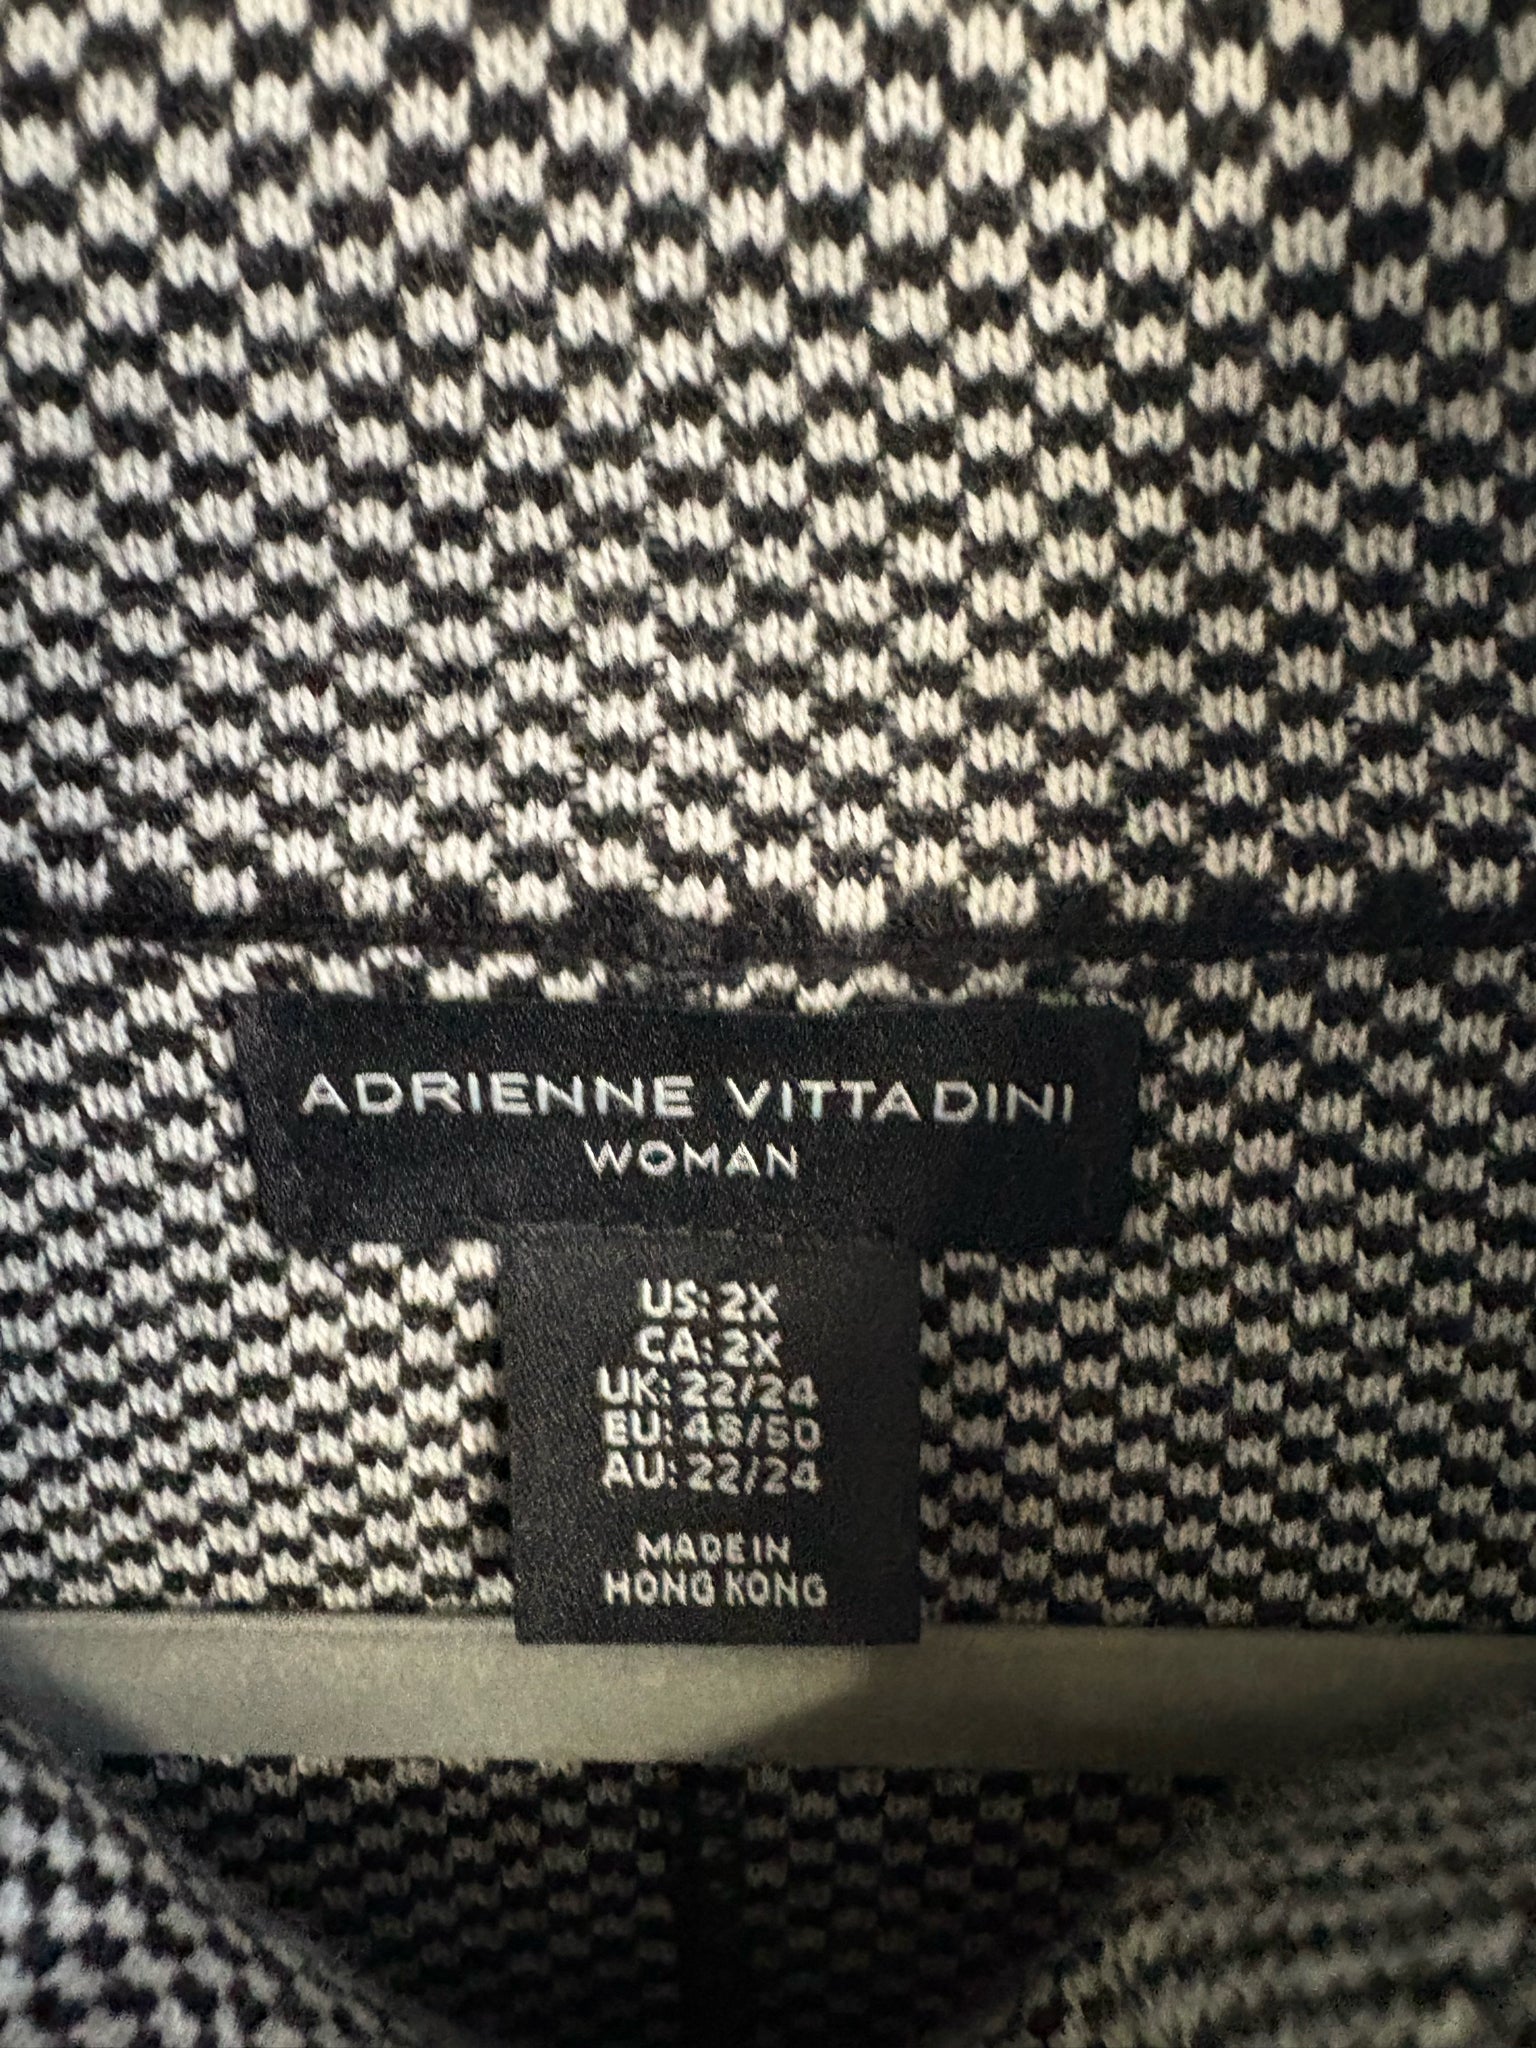 ADRIENNE VITTADINI
WOMAN
US: 2X
CA: 2X
UK: 22/24
EU: 48/50
AU: 22/24
MADE IN
HONG KONG